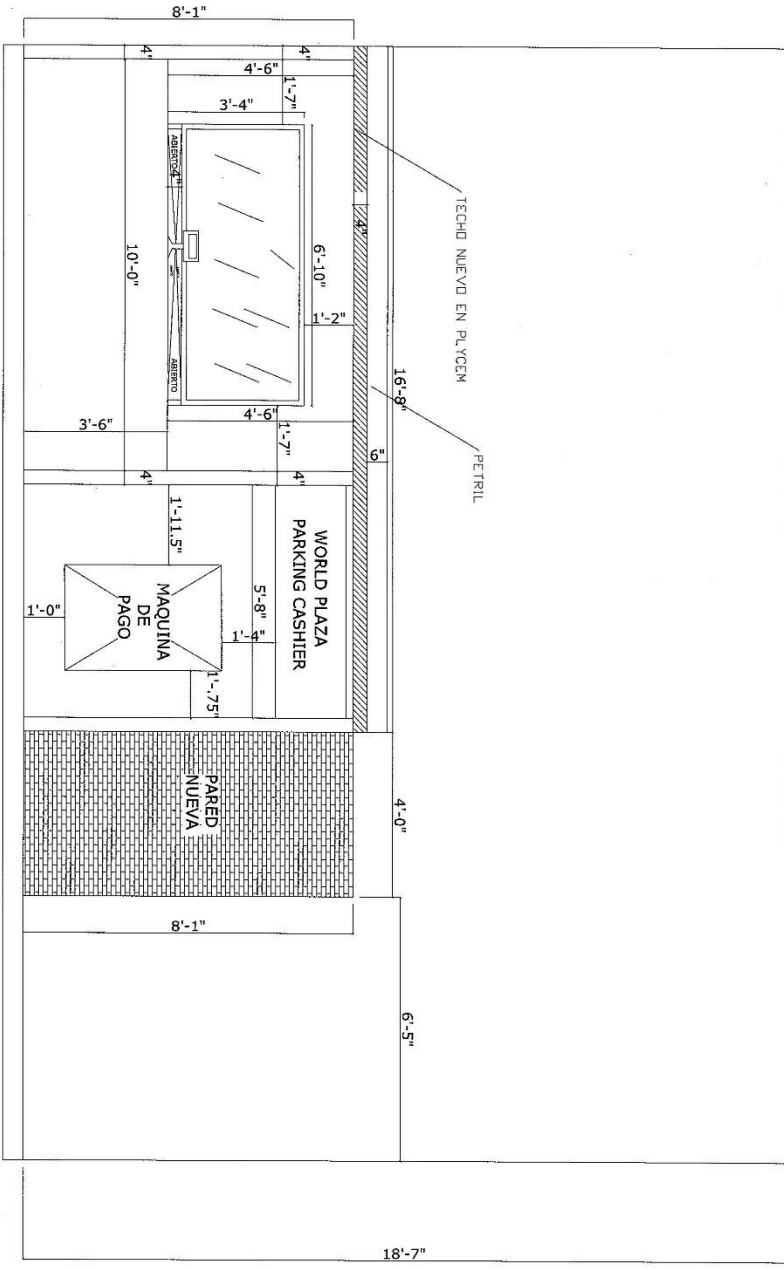 8'-1"
4"
4"
4'-6"
1'-7"
3'-4"
ABIERTO
4"
6'-10"
10'-0"
1'-2"
ABIERTO
4"
TECHO NUEVO EN PLYCEM
PETRIL
16'-8"
6"
3'-6"
4'-6"
1'-7"
4"
4"
1'-11.5"
WORLD PLAZA
PARKING CASHIER
5'-8"
1'-4"
MAQUINA
DE
PAGO
1'-0"
1'-.75"
PARED
NUEVA
4'-0"
8'-1"
6'-5"
18'-7"